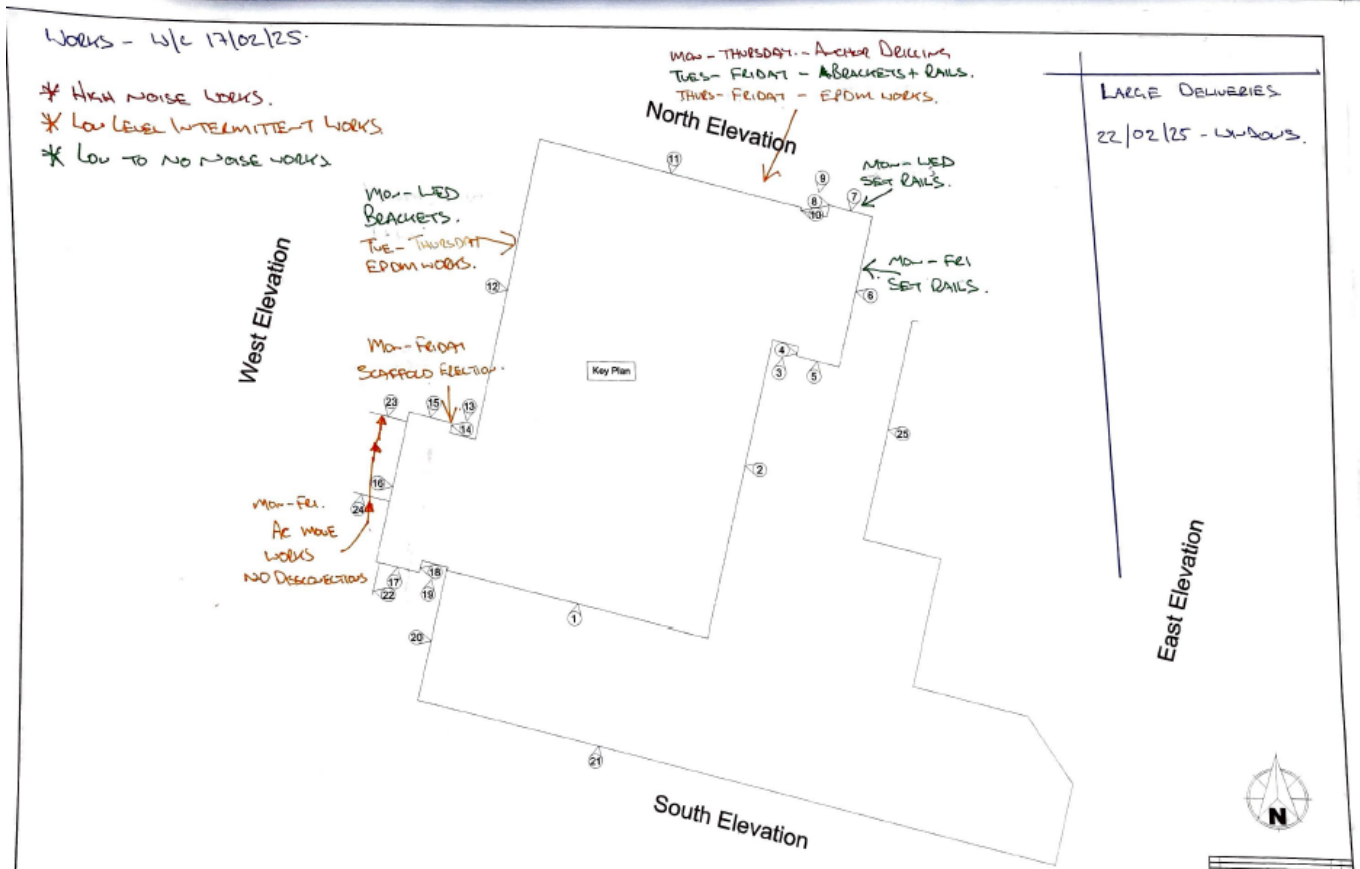 WORKS - W/C 17/02/25.
* HIGH NOISE WORKS.
* LOW LEVEL INTERMITTENT WORKS
* LOW TO NO NOISE WORKS
MON - THURSDAY - ANCHOR DRILLING
TUES - FRIDAY - BRACKETS + RAILS.
THURS - FRIDAY - EPDM WORKS.
LARGE DELIVERIES
22/02/25 - WINDOWS.
North Elevation
11
9
8
10
7
MON - WED
SET RAILS.
MON - WED
BRACKETS.
TUE - THURSDAY
EPDM WORKS.
MON - FRI
SET RAILS.
6
12
West Elevation
MON - FRIDAY
SCAFFOLD ERECTION.
Key Plan
4
3
5
23
15
13
14
25
2
16
24
MON - FRI.
AC MOVE
WORKS
NO DISCONECTIONS
17
18
22
19
1
20
East Elevation
21
South Elevation
N